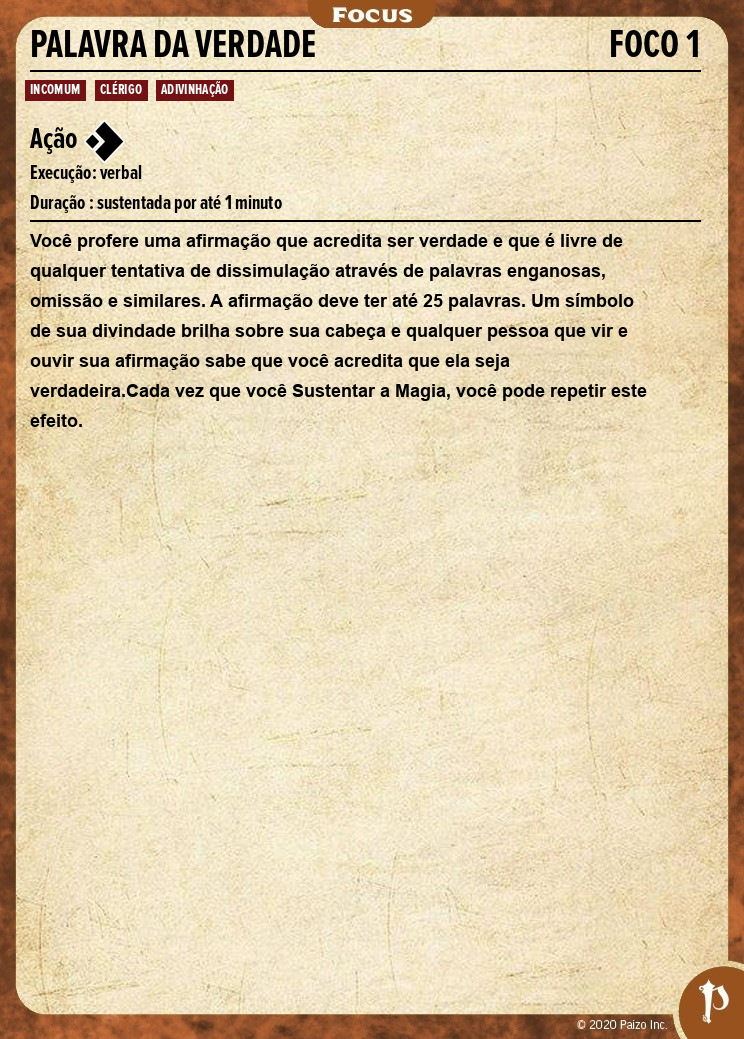 Focus
PALAVRA DA VERDADE FOCO 1
INCOMUM CLÉRIGO ADIVINHAÇÃO
Ação
Execução: verbal
Duração : sustentada por até 1 minuto
Você profere uma afirmação que acredita ser verdade e que é livre de
qualquer tentativa de dissimulação através de palavras enganosas,
omissão e similares. A afirmação deve ter até 25 palavras. Um símbolo
de sua divindade brilha sobre sua cabeça e qualquer pessoa que vir e
ouvir sua afirmação sabe que você acredita que ela seja
verdadeira.Cada vez que você Sustentar a Magia, você pode repetir este
efeito.
© 2020 Paizo Inc.
P